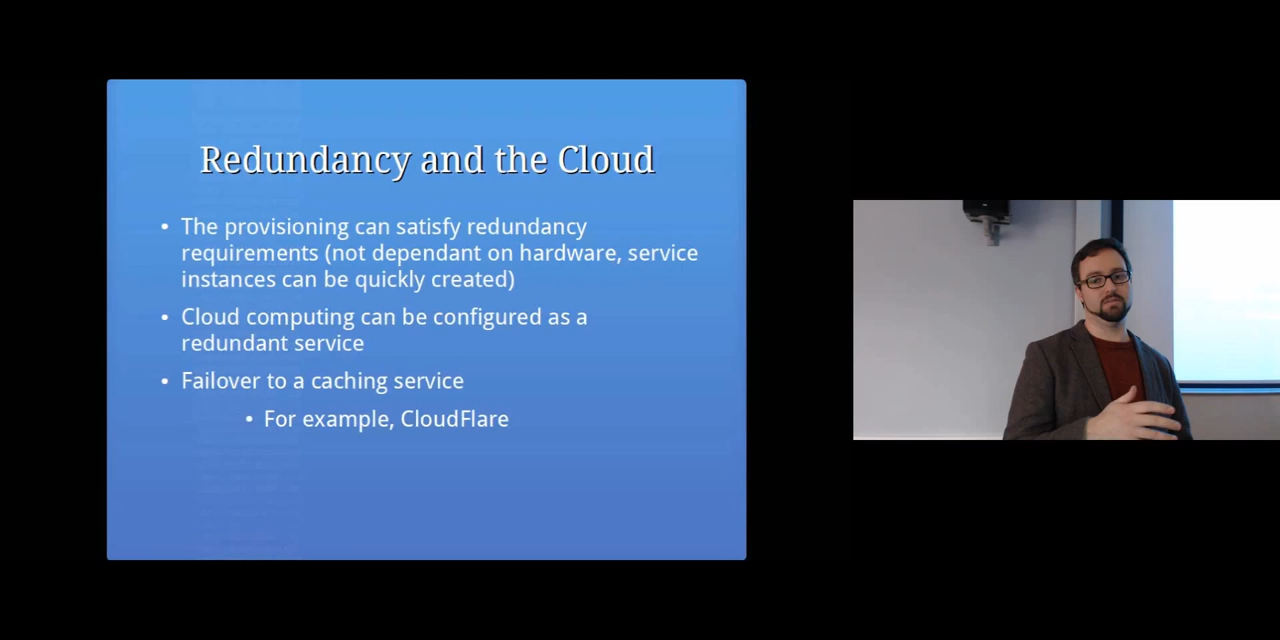 Redundancy and the Cloud
• The provisioning can satisfy redundancy
requirements (not dependant on hardware, service
instances can be quickly created)
• Cloud computing can be configured as a
redundant service
• Failover to a caching service
• For example, CloudFlare